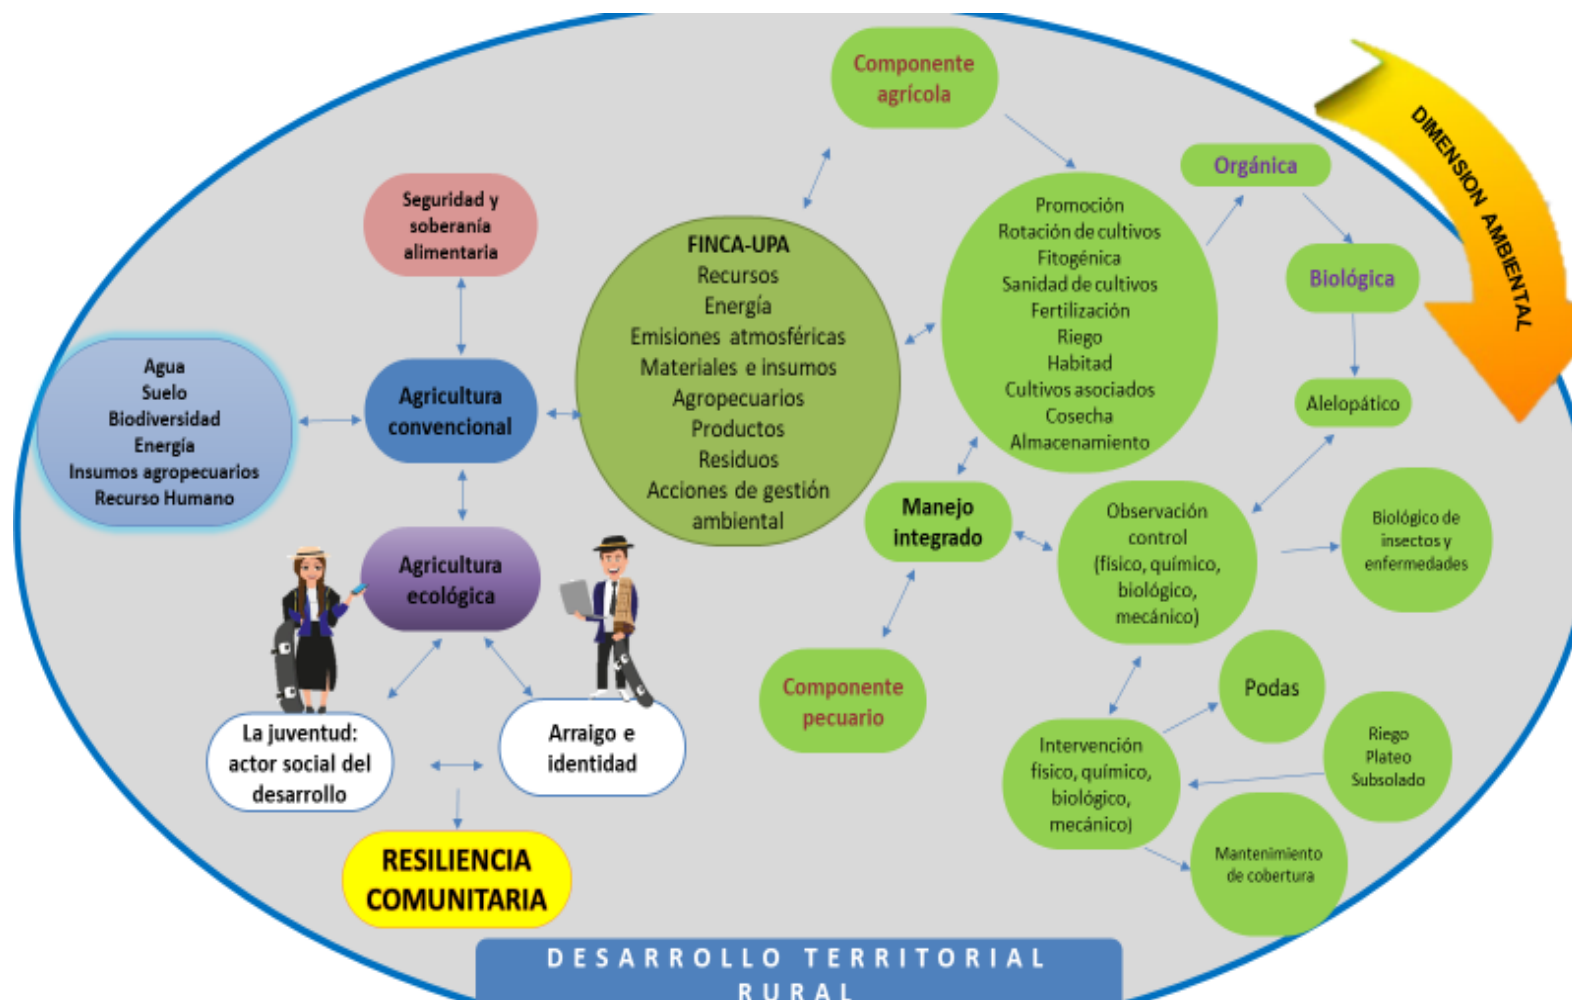 Componente
agrícola
DIMENSION AMBIENTAL
Orgánica
Biológica
Alelopático
Promoción
Rotación de cultivos
Fitogénica
Sanidad de cultivos
Fertilización
Riego
Habitad
Cultivos asociados
Cosecha
Almacenamiento
Seguridad y
soberanía
alimentaria
FINCA-UPA
Recursos
Energía
Emisiones atmosféricas
Materiales e insumos
Agropecuarios
Productos
Residuos
Acciones de gestión
ambiental
Agua
Suelo
Biodiversidad
Energía
Insumos agropecuarios
Recurso Humano
Agricultura
convencional
Agricultura
ecológica
Manejo
integrado
Observación
control
(físico, químico,
biológico,
mecánico)
Biológico de
insectos y
enfermedades
Componente
pecuario
Podas
Intervención
físico, químico,
biológico,
mecánico)
Riego
Plateo
Subsolado
Mantenimiento
de cobertura
La juventud:
actor social del
desarrollo
Arraigo e
identidad
RESILIENCIA
COMUNITARIA
DESARROLLO TERRITORIAL
RURAL